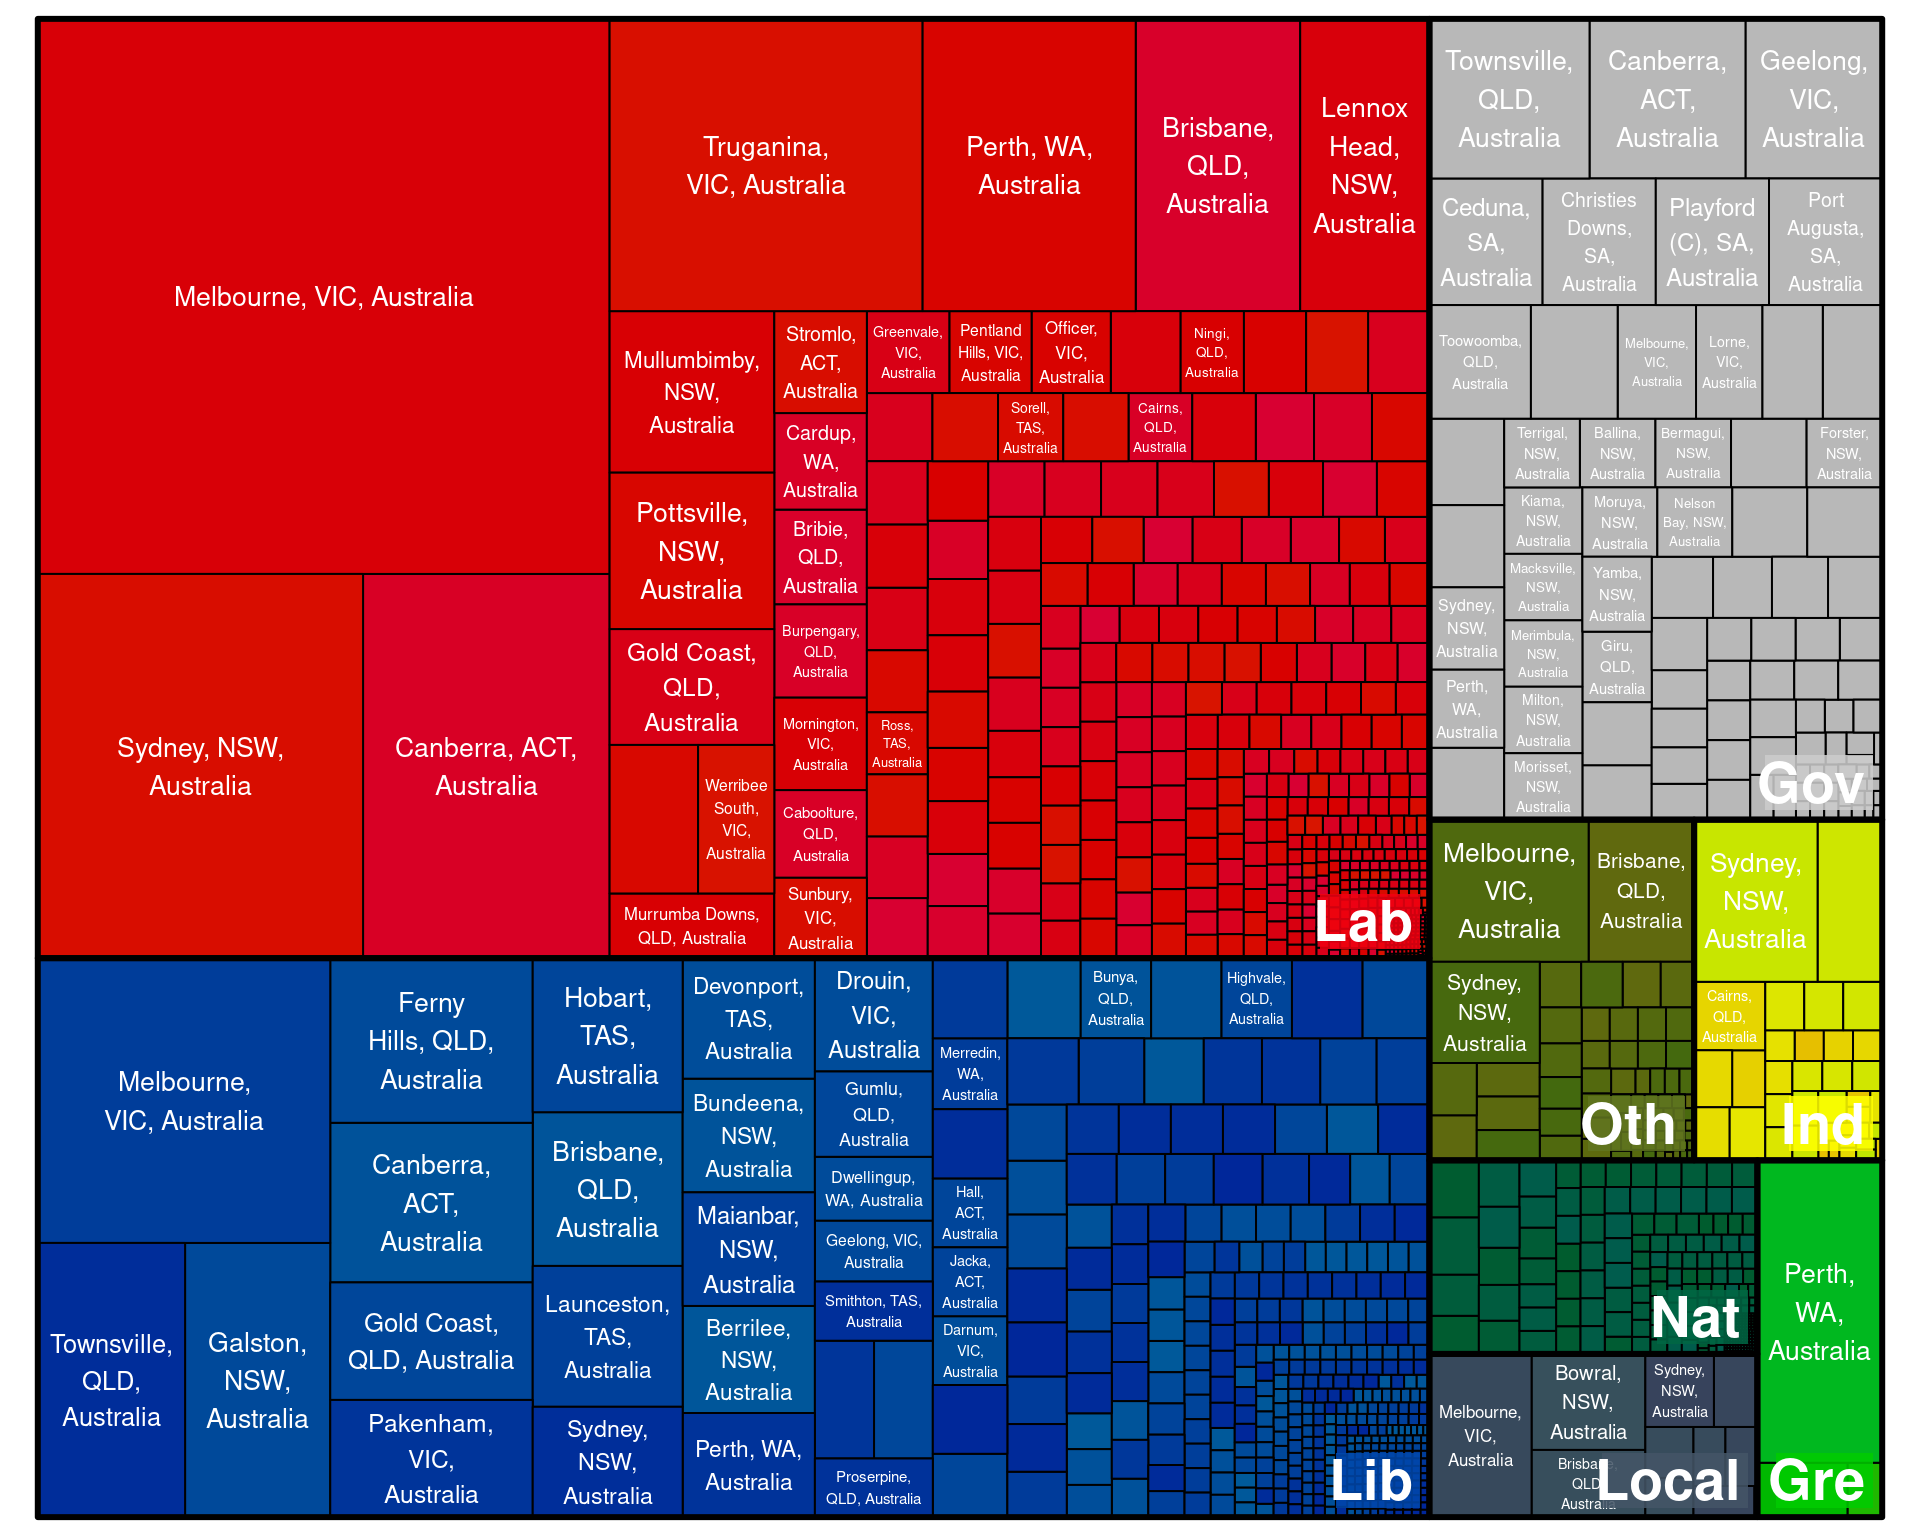 Melbourne, VIC, Australia
Sydney, NSW,
Australia
Canberra, ACT,
Australia
Truganina,
VIC, Australia
Perth, WA,
Australia
Brisbane,
QLD,
Australia
Lennox
Head,
NSW,
Australia
Mullumbimby,
NSW,
Australia
Pottsville,
NSW,
Australia
Gold Coast,
QLD,
Australia
Werribee
South,
VIC,
Australia
Murrumba Downs,
QLD, Australia
Stromlo,
ACT,
Australia
Cardup,
WA,
Australia
Bribie,
QLD,
Australia
Burpengary,
QLD,
Australia
Mornington,
VIC,
Australia
Caboolture,
QLD,
Australia
Sunbury,
VIC,
Australia
Greenvale,
VIC,
Australia
Pentland
Hills, VIC,
Australia
Officer,
VIC,
Australia
Ningi,
QLD,
Australia
Sorell,
TAS,
Australia
Cairns,
QLD,
Australia
Ross,
TAS,
Australia
Lab
Townsville,
QLD,
Australia
Canberra,
ACT,
Australia
Geelong,
VIC,
Australia
Ceduna,
SA,
Australia
Christies
Downs,
SA,
Australia
Playford
(C), SA,
Australia
Port
Augusta,
SA,
Australia
Toowoomba,
QLD,
Australia
Melbourne,
VIC,
Australia
Lorne,
VIC,
Australia
Terrigal,
NSW,
Australia
Ballina,
NSW,
Australia
Bermagui,
NSW,
Australia
Forster,
NSW,
Australia
Kiama,
NSW,
Australia
Moruya,
NSW,
Australia
Nelson
Bay, NSW,
Australia
Macksville,
NSW,
Australia
Yamba,
NSW,
Australia
Sydney,
NSW,
Australia
Merimbula,
NSW,
Australia
Giru,
QLD,
Australia
Perth,
WA,
Australia
Milton,
NSW,
Australia
Morisset,
NSW,
Australia
Gov
Melbourne,
VIC, Australia
Townsville,
QLD,
Australia
Galston,
NSW,
Australia
Ferny
Hills, QLD,
Australia
Canberra,
ACT,
Australia
Gold Coast,
QLD, Australia
Pakenham,
VIC,
Australia
Hobart,
TAS,
Australia
Brisbane,
QLD,
Australia
Launceston,
TAS,
Australia
Sydney,
NSW,
Australia
Devonport,
TAS,
Australia
Bundeena,
NSW,
Australia
Maianbar,
NSW,
Australia
Berrilee,
NSW,
Australia
Perth, WA,
Australia
Drouin,
VIC,
Australia
Gumlu,
QLD,
Australia
Dwellingup,
WA, Australia
Geelong, VIC,
Australia
Smithton, TAS,
Australia
Proserpine,
QLD, Australia
Merredin,
WA,
Australia
Hall,
ACT,
Australia
Jacka,
ACT,
Australia
Darnum,
VIC,
Australia
Bunya,
QLD,
Australia
Highvale,
QLD,
Australia
Lib
Melbourne,
VIC,
Australia
Brisbane,
QLD,
Australia
Sydney,
NSW,
Australia
Oth
Sydney,
NSW,
Australia
Cairns,
QLD,
Australia
Ind
Nat
Melbourne,
VIC,
Australia
Bowral,
NSW,
Australia
Sydney,
NSW,
Australia
Brisbane,
QLD,
Australia
Local
Perth,
WA,
Australia
Gre